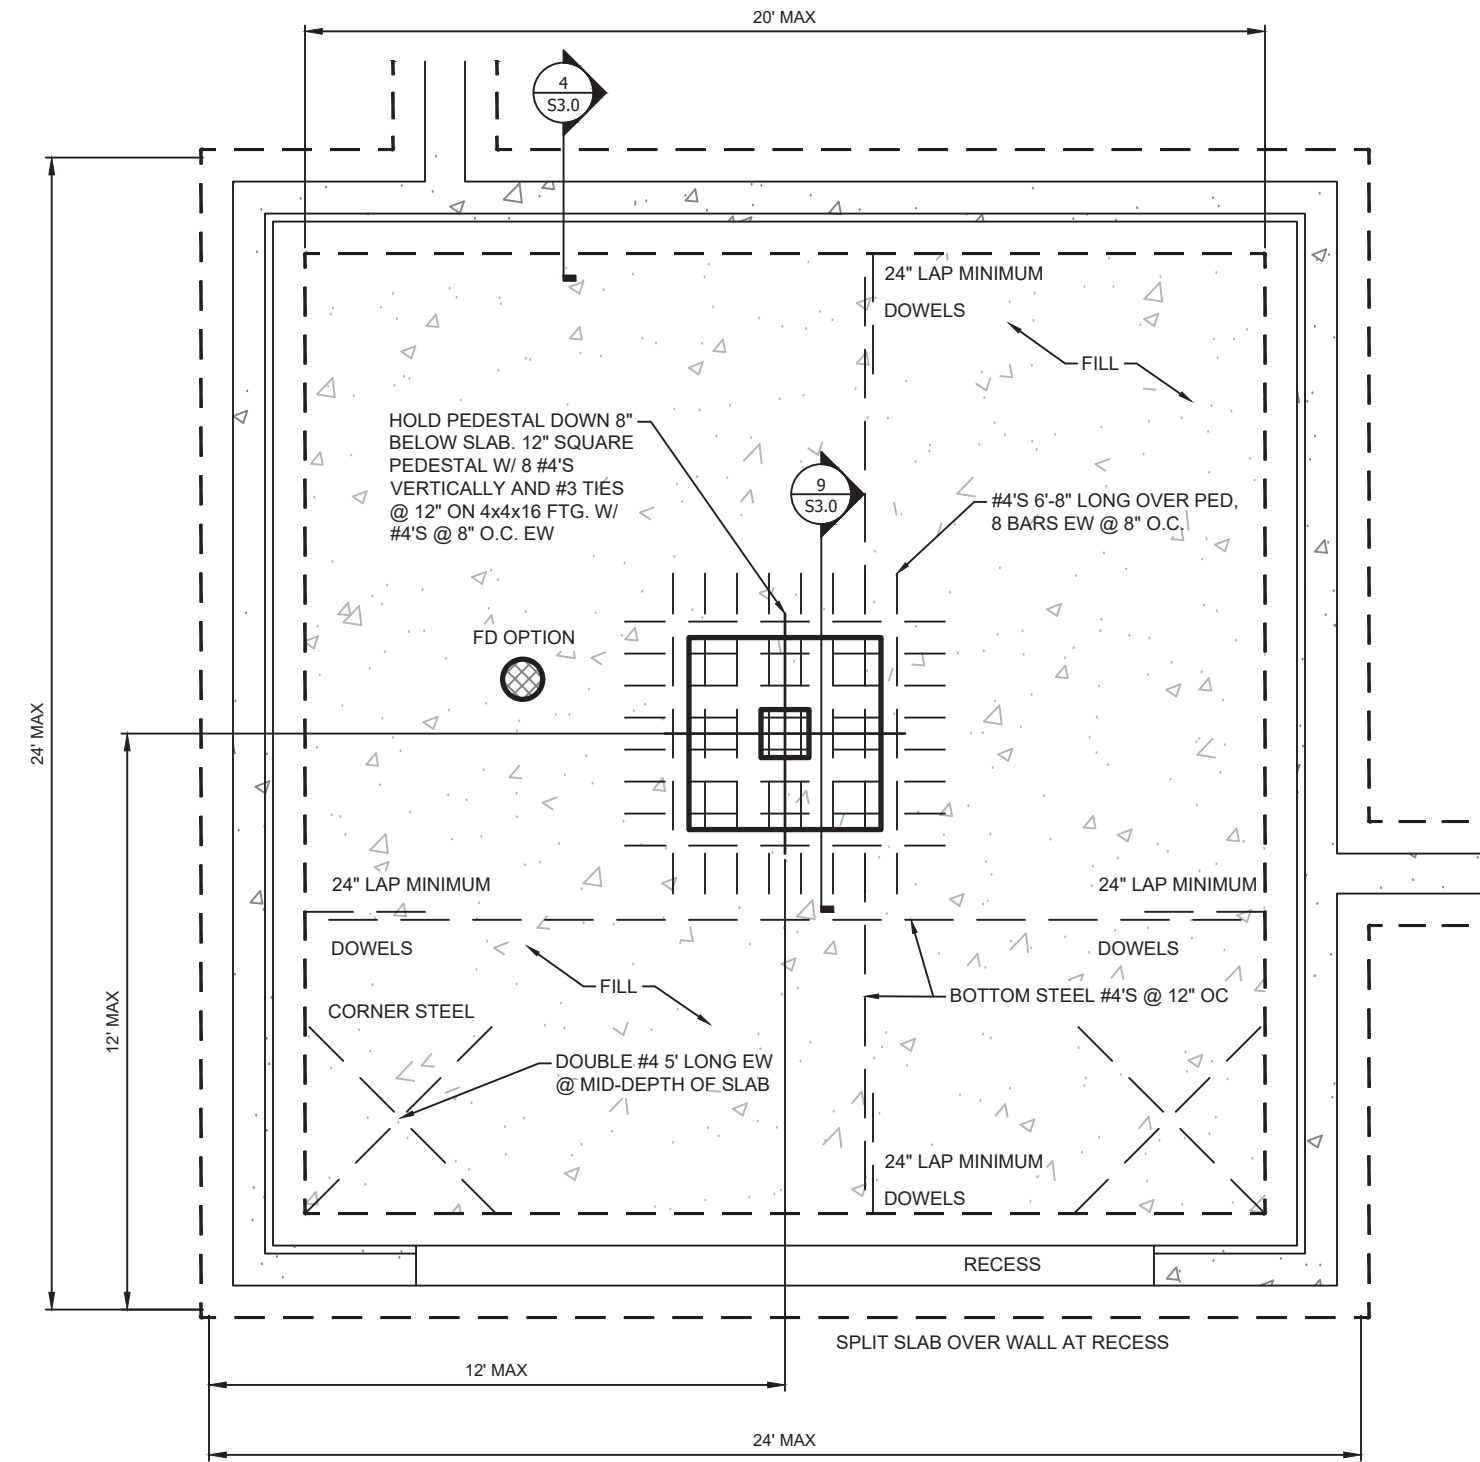 20' MAX
4
S3.0
24" LAP MINIMUM
DOWELS
FILL
HOLD PEDESTAL DOWN 8"
BELOW SLAB. 12" SQUARE
PEDESTAL W/ 8 #4'S
VERTICALLY AND #3 TIES
@ 12" ON 4x4x16 FTG. W/
#4'S @ 8" O.C. EW
9
S3.0
#4'S 6'-8" LONG OVER PED,
8 BARS EW @ 8" O.C.
FD OPTION
24' MAX
24" LAP MINIMUM
24" LAP MINIMUM
DOWELS
DOWELS
FILL
BOTTOM STEEL #4'S @ 12" OC
CORNER STEEL
12' MAX
DOUBLE #4 5' LONG EW
@ MID-DEPTH OF SLAB
24" LAP MINIMUM
DOWELS
RECESS
SPLIT SLAB OVER WALL AT RECESS
12' MAX
24' MAX